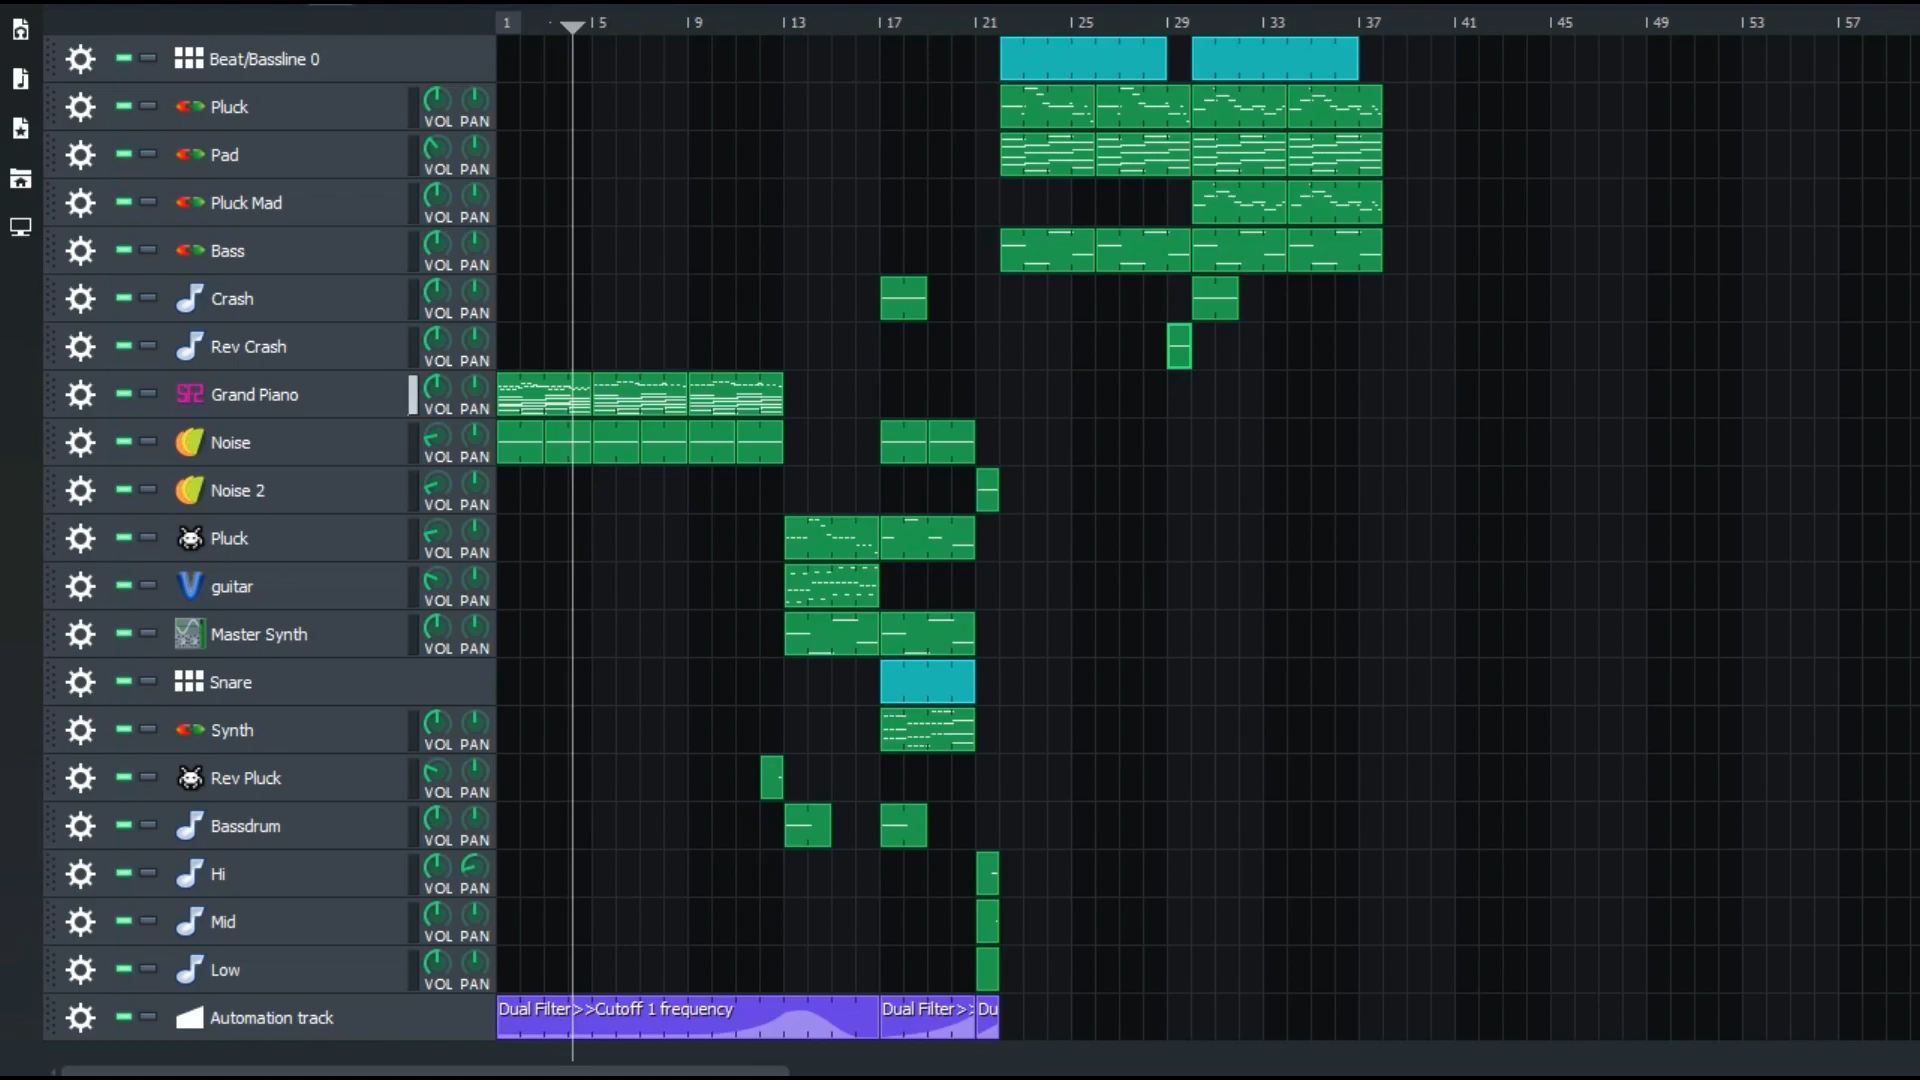 1 5 9 13 17 21 25 29 33 37 41 45 49 53 57
Beat/Bassline 0
Pluck VOL PAN
Pad VOL PAN
Pluck Mad VOL PAN
Bass VOL PAN
Crash VOL PAN
Rev Crash VOL PAN
Grand Piano VOL PAN
Noise VOL PAN
Noise 2 VOL PAN
Pluck VOL PAN
guitar VOL PAN
Master Synth VOL PAN
Snare
Synth VOL PAN
Rev Pluck VOL PAN
Bassdrum VOL PAN
Hi VOL PAN
Mid VOL PAN
Low VOL PAN
Automation track Dual Filter>>Cutoff 1 frequency Dual Filter>> Du